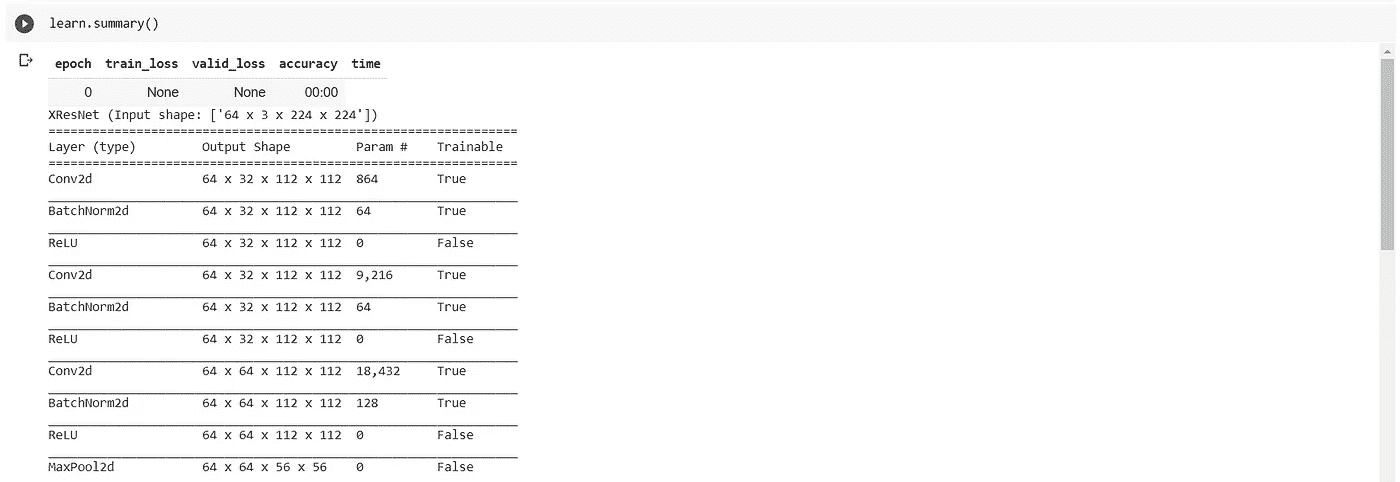 learn.summary()
epoch train_loss valid_loss accuracy time
0 None None 00:00
XResNet (Input shape: ['64 x 3 x 224 x 224'])
================================================================
Layer (type) Output Shape Param # Trainable
================================================================
Conv2d 64 x 32 x 112 x 112 864 True
________________________________________________________________
BatchNorm2d 64 x 32 x 112 x 112 64 True
________________________________________________________________
ReLU 64 x 32 x 112 x 112 0 False
________________________________________________________________
Conv2d 64 x 32 x 112 x 112 9,216 True
________________________________________________________________
BatchNorm2d 64 x 32 x 112 x 112 64 True
________________________________________________________________
ReLU 64 x 32 x 112 x 112 0 False
________________________________________________________________
Conv2d 64 x 64 x 112 x 112 18,432 True
________________________________________________________________
BatchNorm2d 64 x 64 x 112 x 112 128 True
________________________________________________________________
ReLU 64 x 64 x 112 x 112 0 False
________________________________________________________________
MaxPool2d 64 x 64 x 56 x 56 0 False